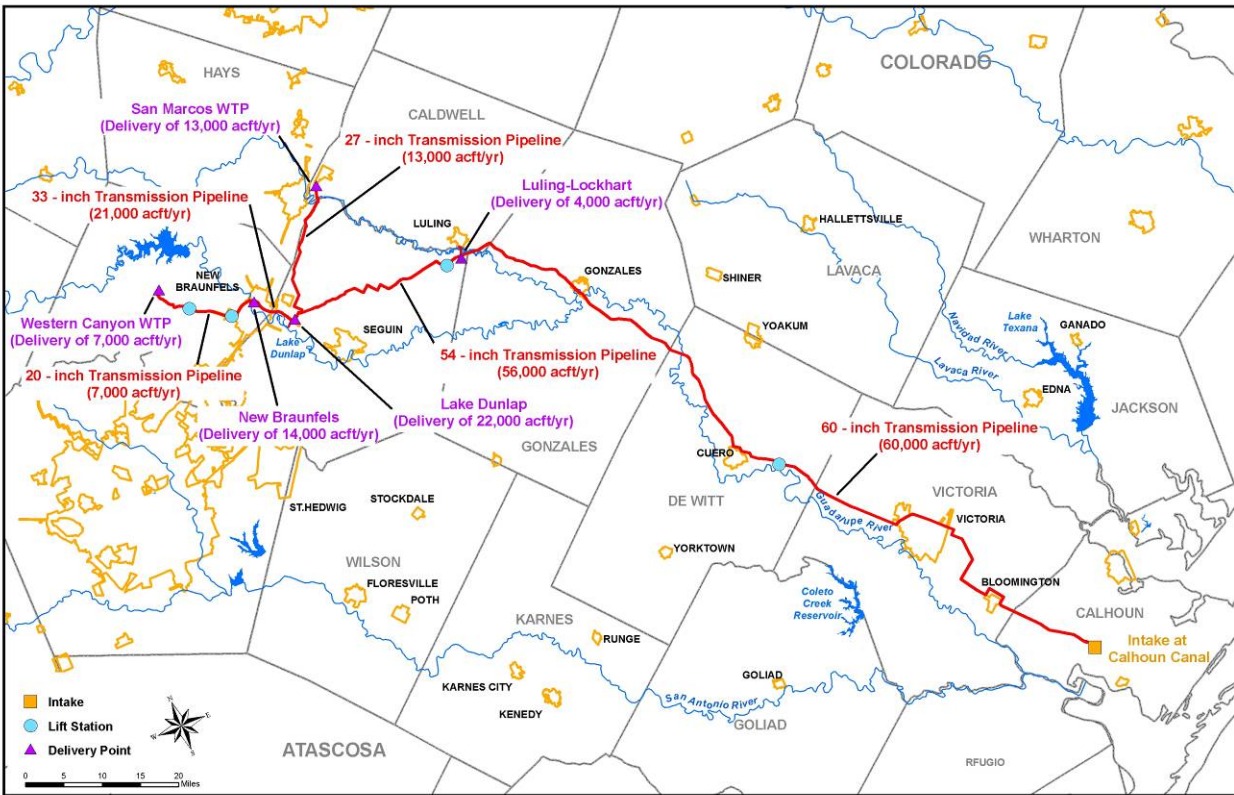 COLORADO
HAYS
San Marcos WTP
(Delivery of 13,000 acft/yr)
CALDWELL
27 - inch Transmission Pipeline
(13,000 acft/yr)
33 - inch Transmission Pipeline
(21,000 acft/yr)
Luling-Lockhart
(Delivery of 4,000 acft/yr)
LULING
HALLETTSVILLE
WHARTON
LAVACA
SHINER
GONZALES
NEW
BRAUNFELS
Western Canyon WTP
(Delivery of 7,000 acft/yr)
Lake
Dunlap
SEGUIN
YOAKUM
Navidad River
Lake
Texana
GANADO
Lavaca River
54 - inch Transmission Pipeline
(56,000 acft/yr)
20 - inch Transmission Pipeline
(7,000 acft/yr)
EDNA
JACKSON
New Braunfels
(Delivery of 14,000 acft/yr)
Lake Dunlap
(Delivery of 22,000 acft/yr)
60 - inch Transmission Pipeline
(60,000 acft/yr)
GONZALES
CUERO
DE WITT
VICTORIA
Guadalupe River
VICTORIA
ST.HEDWIG
STOCKDALE
YORKTOWN
WILSON
FLORESVILLE
POTH
BLOOMINGTON
Coleto
Creek
Reservoir
CALHOUN
KARNES
RUNGE
Intake at
Calhoun Canal
KARNES CITY
KENEDY
GOLIAD
San Antonio River
GOLIAD
Intake
Lift Station
Delivery Point
N
E
S
W
ATASCOSA
RFUGIO
0 5 10 15 20
Miles